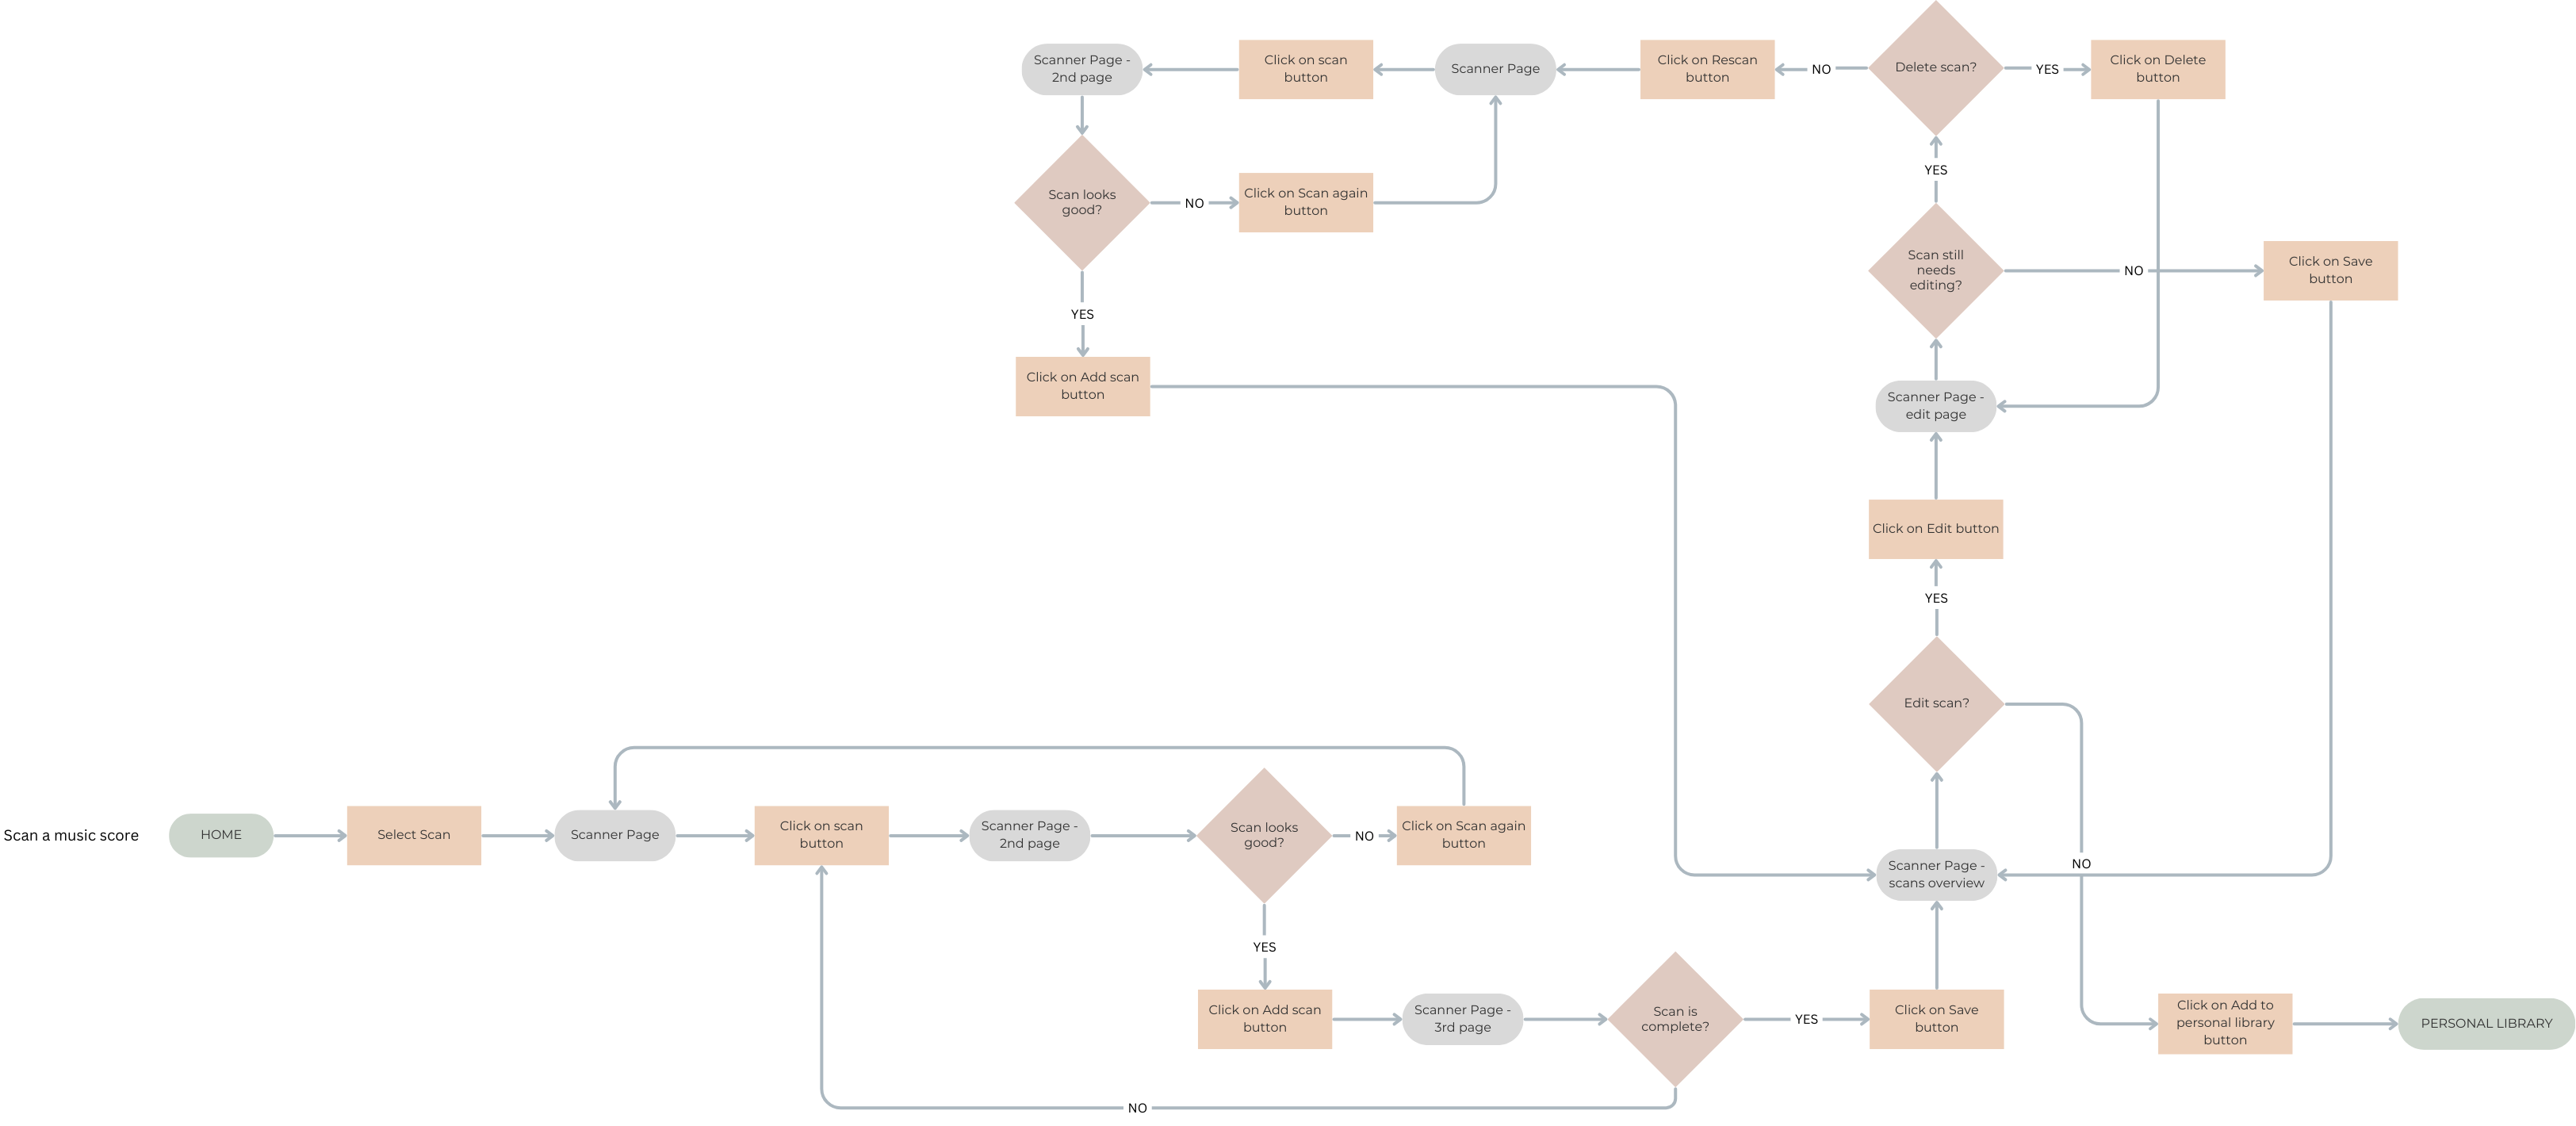 Scanner Page -
2nd page
Click on scan
button
Scanner Page
Click on Rescan
button
NO
Delete scan?
YES
Click on Delete
button
YES
Scan looks
good?
NO
Click on Scan again
button
Scan still
needs
editing?
NO
Click on Save
button
YES
Click on Add scan
button
Scanner Page -
edit page
Click on Edit button
YES
Edit scan?
NO
Scan a music score
HOME
Select Scan
Scanner Page
Click on scan
button
Scanner Page -
2nd page
Scan looks
good?
NO
Click on Scan again
button
Scanner Page -
scans overview
YES
Click on Add scan
button
Scanner Page -
3rd page
Scan is
complete?
YES
Click on Save
button
Click on Add to
personal library
button
PERSONAL LIBRARY
NO